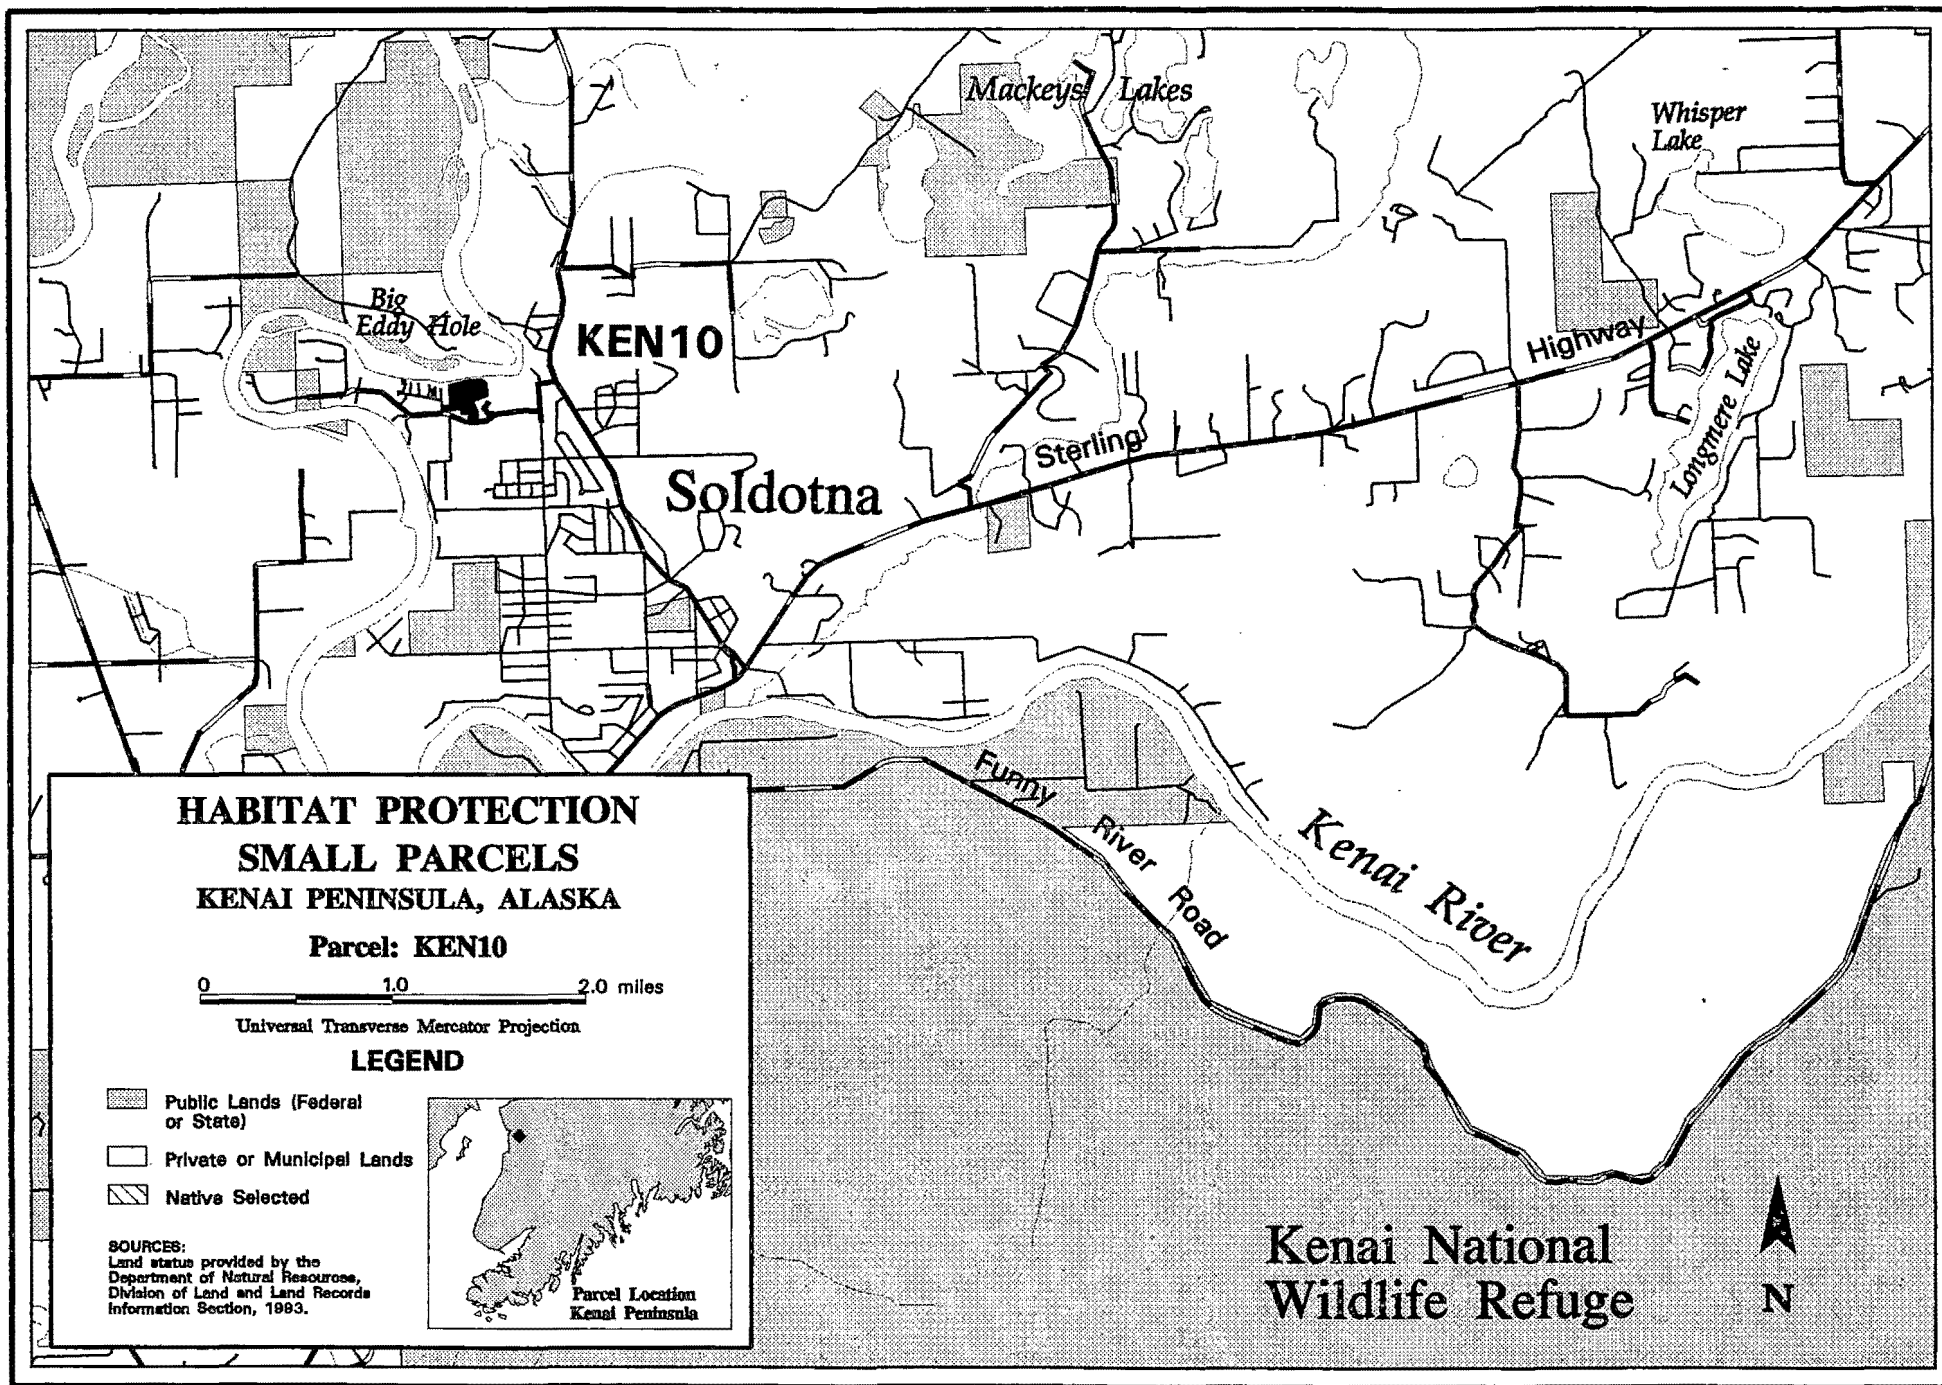 Mackeys Lakes
Whisper
Lake
Big
Eddy Hole
KEN10
Highway
Longmere Lake
Sterling
Soldotna
Funny
River
Road
Kenai River
HABITAT PROTECTION
SMALL PARCELS
KENAI PENINSULA, ALASKA
Parcel: KEN10
0 1.0 2.0 miles
Universal Transverse Mercator Projection
LEGEND
Public Lands (Federal
or State)
Private or Municipal Lands
Native Selected
SOURCES:
Land status provided by the
Department of Natural Resources,
Division of Land and Land Records
Information Section, 1993.
Parcel Location
Kenai Peninsula
Kenai National
Wildlife Refuge
N